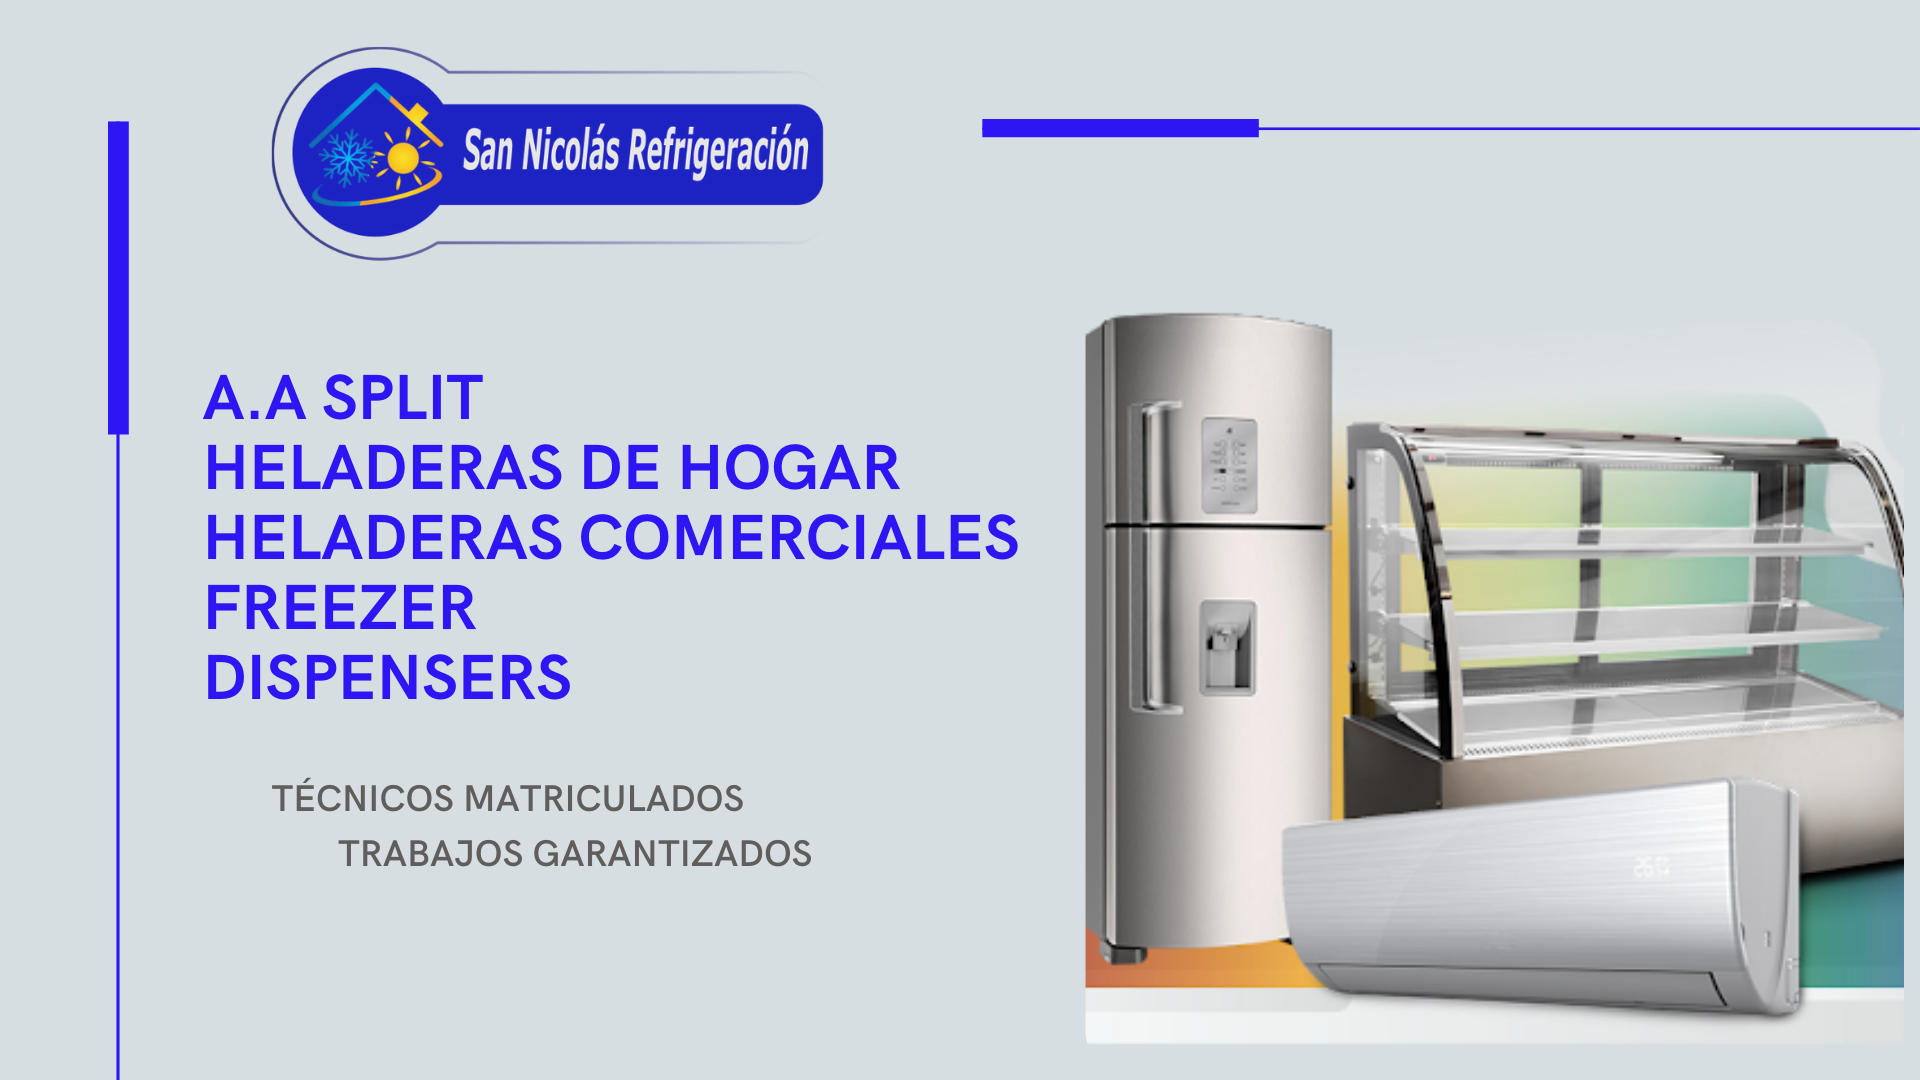 San Nicolás Refrigeración
A.A SPLIT
HELADERAS DE HOGAR
HELADERAS COMERCIALES
FREEZER
DISPENSERS
TÉCNICOS MATRICULADOS
TRABAJOS GARANTIZADOS